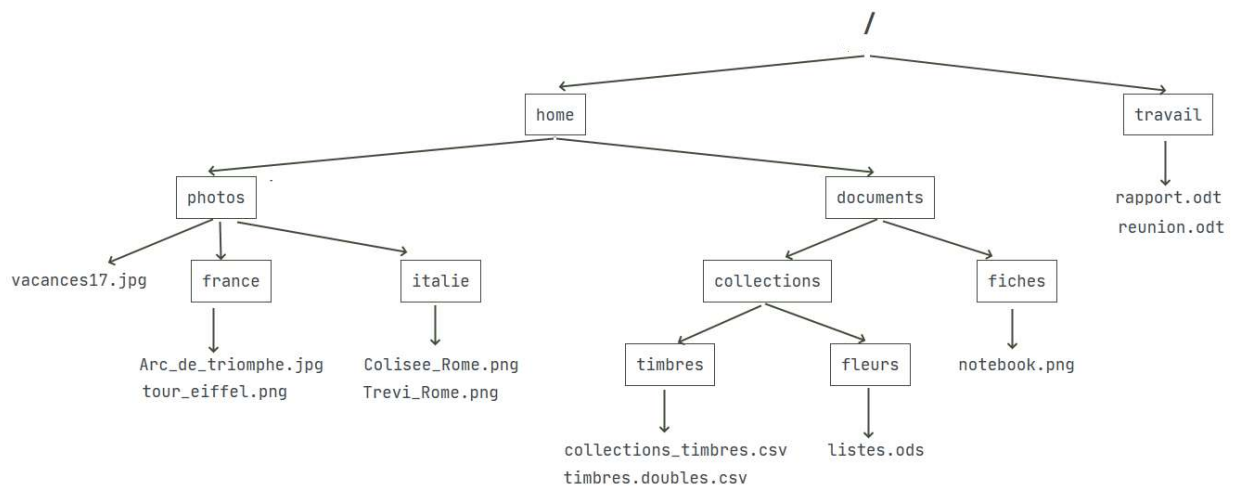 /
home
travail
photos
documents
rapport.odt
reunion.odt
vacances17.jpg
france
italie
collections
fiches
Arc_de_triomphe.jpg
tour_eiffel.png
Colisee_Rome.png
Trevi_Rome.png
timbres
fleurs
notebook.png
collections_timbres.csv
timbres.doubles.csv
listes.ods